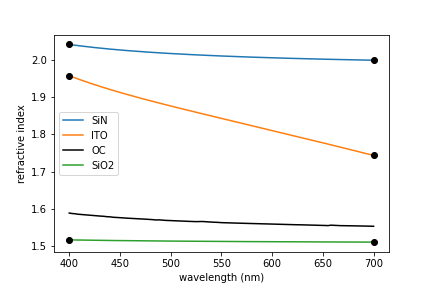 2.0
1.9
1.8
1.7
1.6
1.5
refractive index
SiN
ITO
OC
SiO2
400 450 500 550 600 650 700
wavelength (nm)